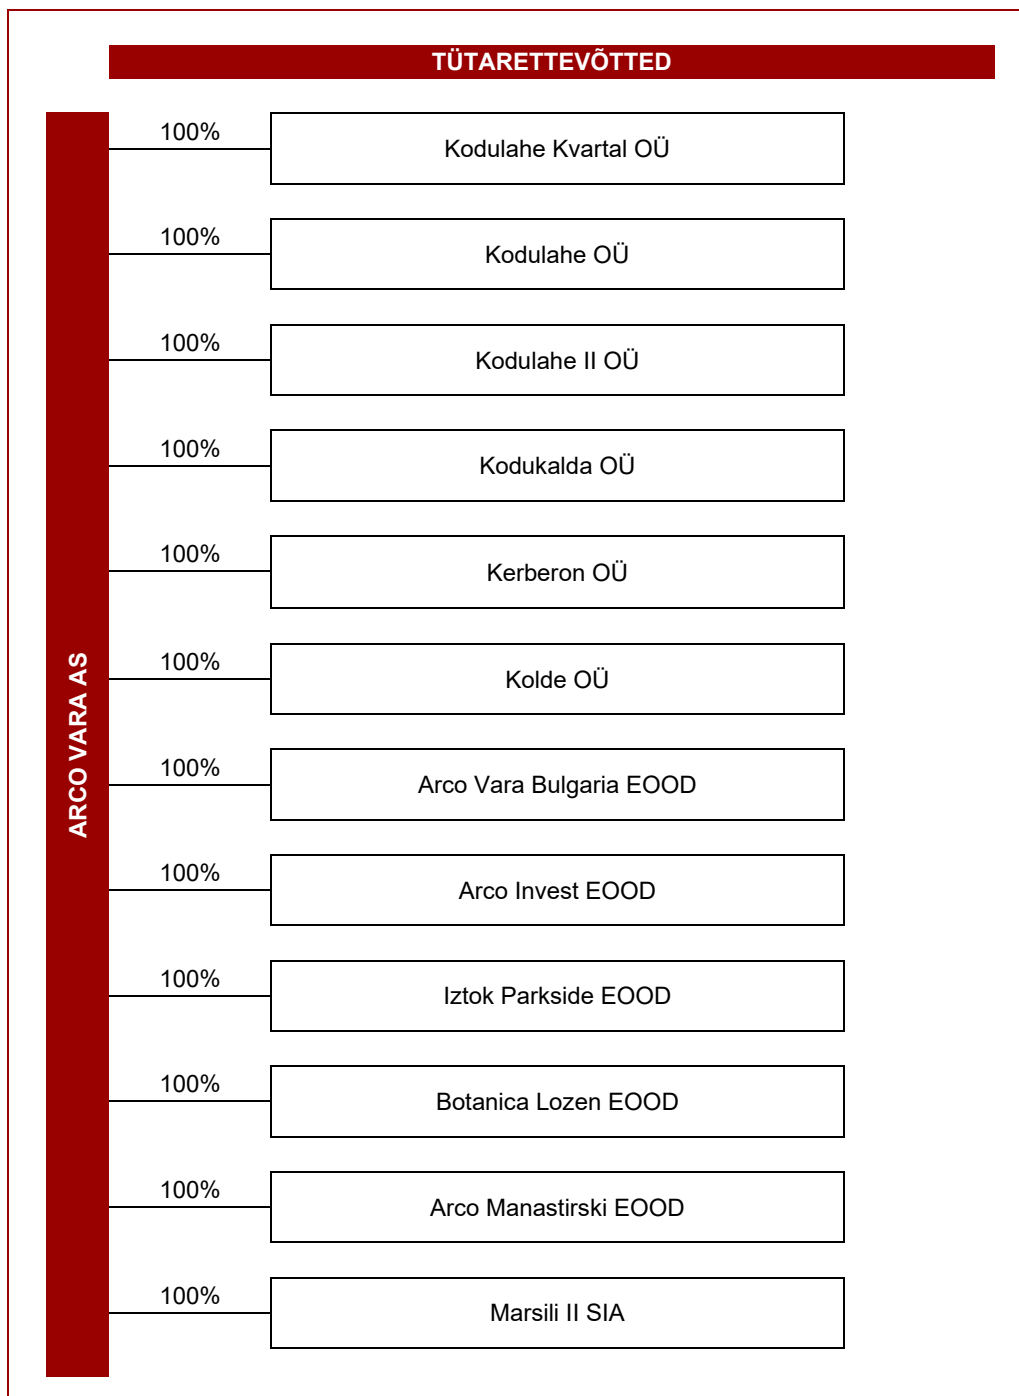 TÜTARETTEVÕTTED
ARCO VARA AS
100%
Kodulahe Kvartal OÜ
100%
Kodulahe OÜ
100%
Kodulahe II OÜ
100%
Kodukalda OÜ
100%
Kerberon OÜ
100%
Kolde OÜ
100%
Arco Vara Bulgaria EOOD
100%
Arco Invest EOOD
100%
Iztok Parkside EOOD
100%
Botanica Lozen EOOD
100%
Arco Manastirski EOOD
100%
Marsili II SIA